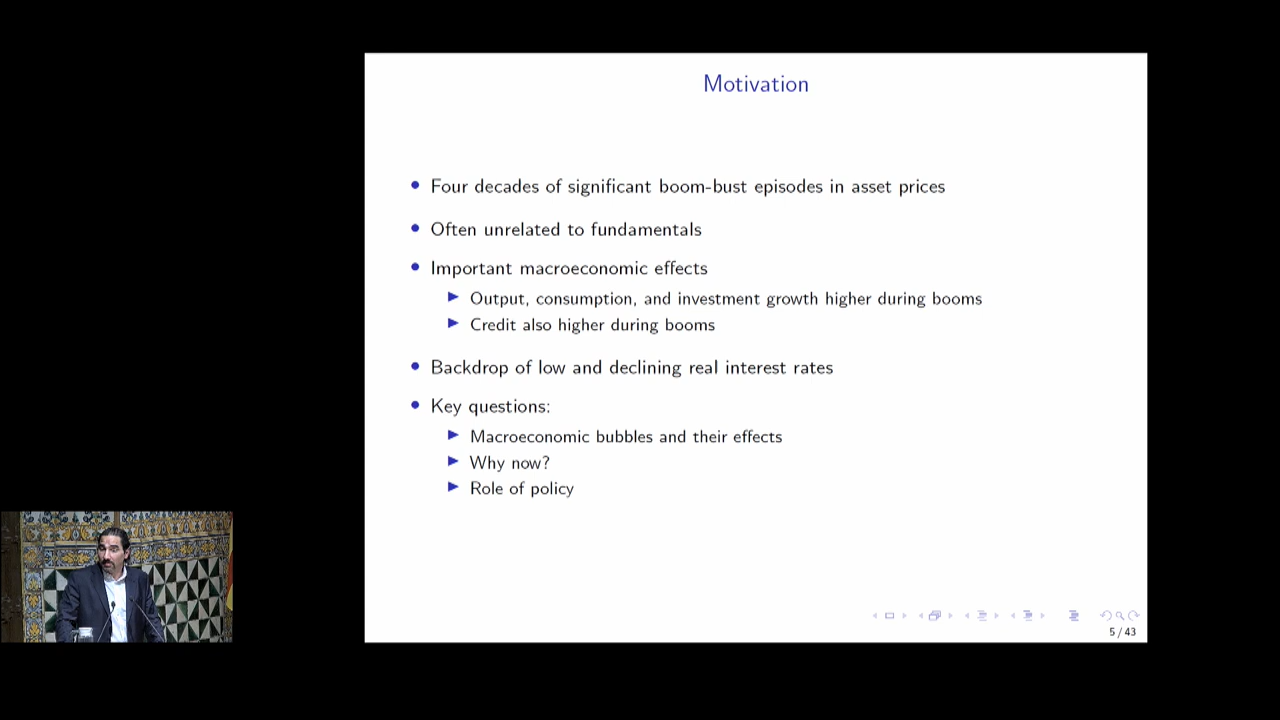 Motivation
• Four decades of significant boom-bust episodes in asset prices
• Often unrelated to fundamentals
• Important macroeconomic effects
▶ Output, consumption, and investment growth higher during booms
▶ Credit also higher during booms
• Backdrop of low and declining real interest rates
• Key questions:
▶ Macroeconomic bubbles and their effects
▶ Why now?
▶ Role of policy
5 / 43